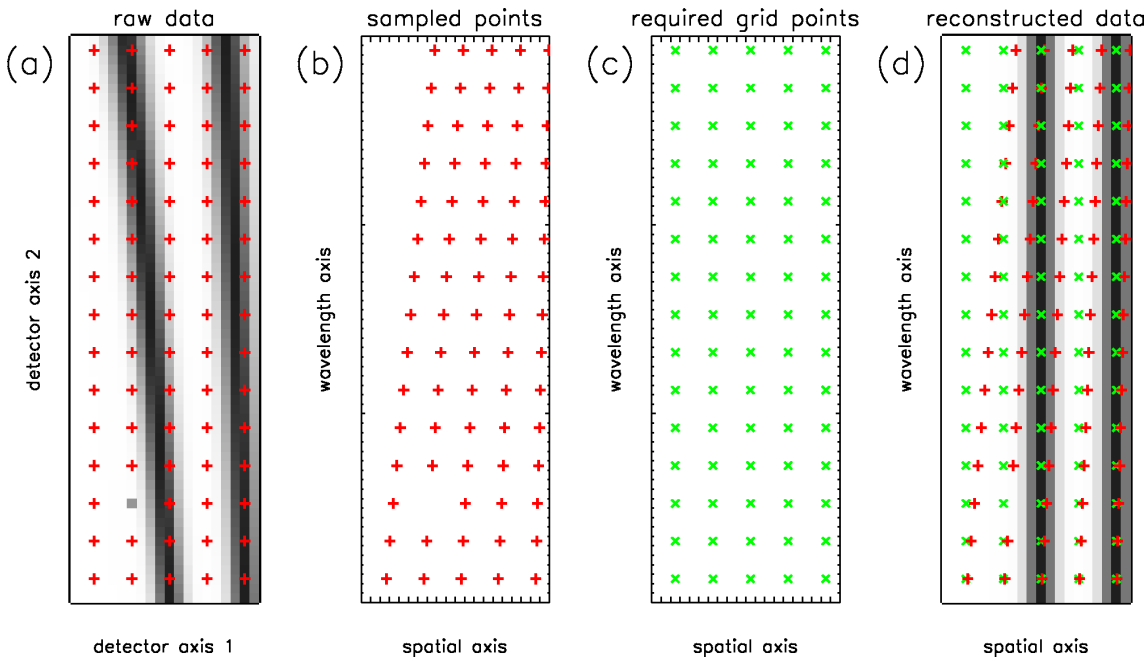 raw data
sampled points
required grid points
reconstructed data
(a)
(b)
(c)
(d)
detector axis 2
wavelength axis
wavelength axis
wavelength axis
detector axis 1
spatial axis
spatial axis
spatial axis